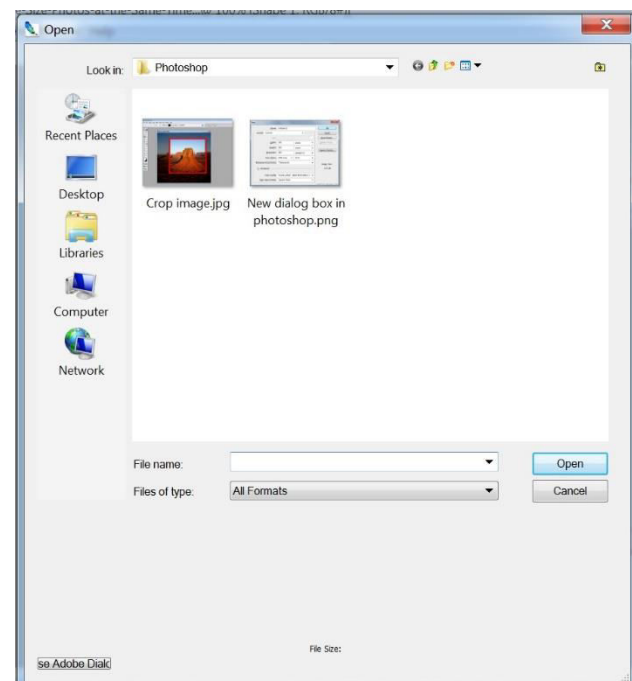 Open
Look in: Photoshop
Recent Places
Desktop
Libraries
Computer
Network
Crop image.jpg
New dialog box in
photoshop.png
File name:
Open
Files of type: All Formats
Cancel
File Size:
se Adobe Dialo